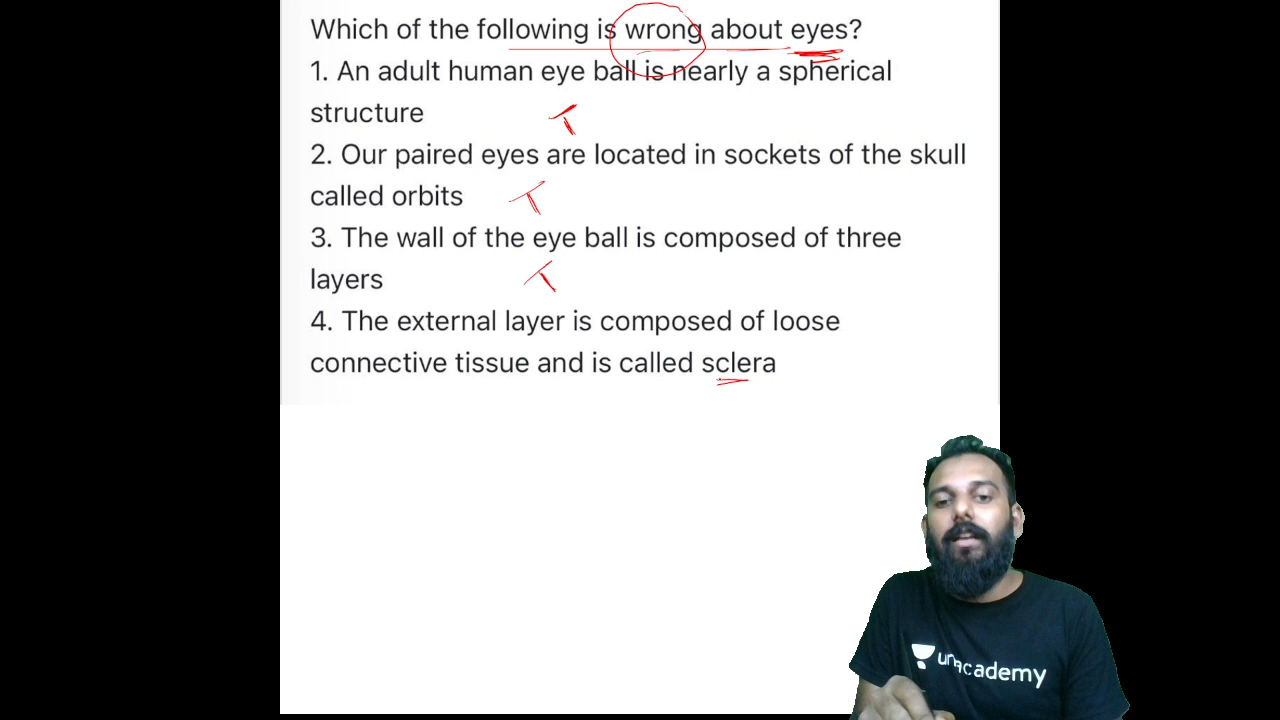 Which of the following is wrong about eyes?
1. An adult human eye ball is nearly a spherical
structure
T
2. Our paired eyes are located in sockets of the skull
called orbits
T
3. The wall of the eye ball is composed of three
layers
T
4. The external layer is composed of loose
connective tissue and is called sclera
unacademy